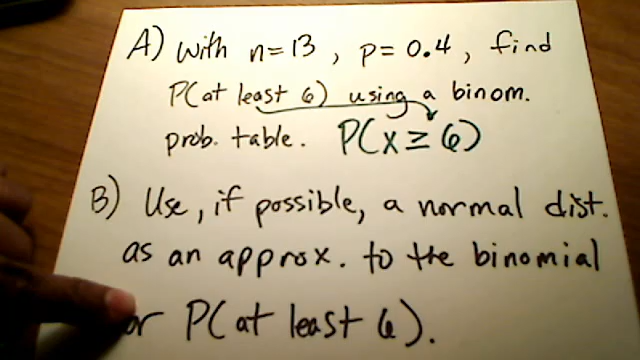 A) With n=13, p=0.4, find
P(at least 6) using a binom.
prob. table. P(X≥6)
B) Use, if possible, a normal dist.
as an approx. to the binomial
P(at least 6).